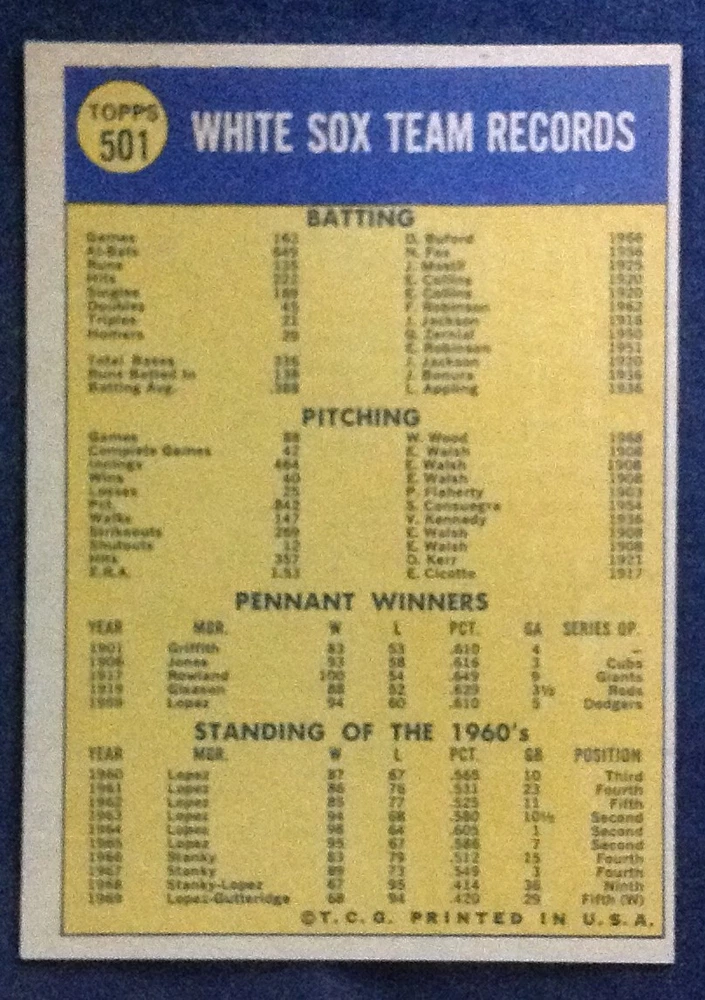 TOPPS
501
WHITE SOX TEAM RECORDS
BATTING
Games 162 D. Buford 1966
At-Bats 649 N. Fox 1956
Runs 135 J. Mostil 1925
Hits 222 E. Collins 1920
Singles 169 E. Collins 1920
Doubles 45 F. Robinson 1962
Triples 21 J. Jackson 1916
Homers 29 G. Zernial 1950
E. Robinson 1951
Total Bases 336 J. Jackson 1920
Runs Batted In 138 J. Bonura 1936
Batting Avg. .388 L. Appling 1936
PITCHING
Games 88 W. Wood 1968
Complete Games 42 E. Walsh 1908
Innings 464 E. Walsh 1908
Wins 40 E. Walsh 1908
Losses 25 P. Flaherty 1903
Pct. .842 S. Consuegra 1954
Walks 147 V. Kennedy 1936
Strikeouts 269 E. Walsh 1908
Shutouts 12 E. Walsh 1908
Hits 357 D. Kerr 1921
E.R.A. 1.53 E. Cicotte 1917
PENNANT WINNERS
YEAR MGR. W L PCT. GA SERIES OP.
1901 Griffith 83 53 .610 4 —
1906 Jones 93 58 .616 3 Cubs
1917 Rowland 100 54 .649 9 Giants
1919 Gleason 88 52 .629 3½ Reds
1959 Lopez 94 60 .610 5 Dodgers
STANDING OF THE 1960's
YEAR MGR. W L PCT. GB POSITION
1960 Lopez 87 67 .565 10 Third
1961 Lopez 86 76 .531 23 Fourth
1962 Lopez 85 77 .525 11 Fifth
1963 Lopez 94 68 .580 10½ Second
1964 Lopez 98 64 .605 1 Second
1965 Lopez 95 67 .586 7 Second
1966 Stanky 83 79 .512 15 Fourth
1967 Stanky 89 73 .549 3 Fourth
1968 Stanky-Lopez 67 95 .414 36 Ninth
1969 Lopez-Gutteridge 68 94 .420 29 Fifth (W)
©T.C.G. PRINTED IN U.S.A.